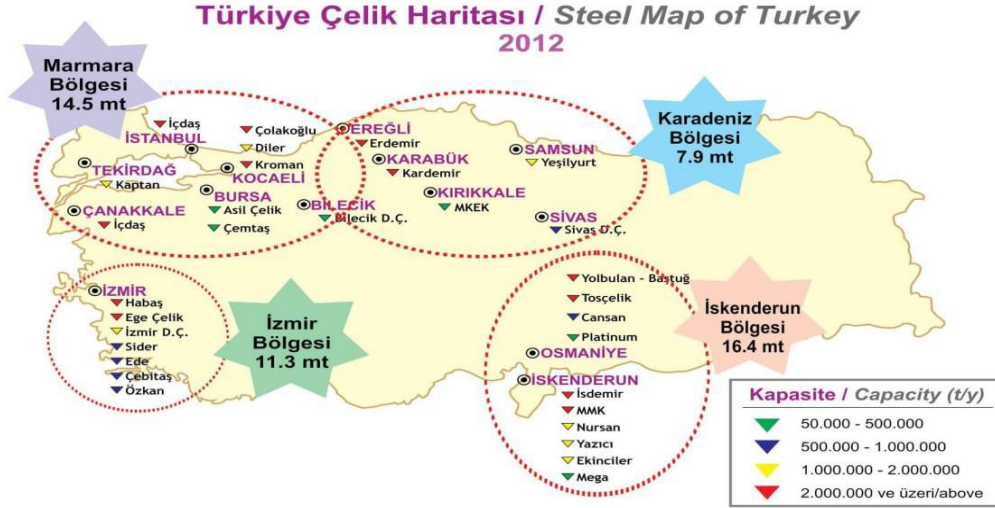 Türkiye Çelik Haritası / Steel Map of Turkey
2012
Marmara
Bölgesi
14.5 mt
Karadeniz
Bölgesi
7.9 mt
İçdaş
İSTANBUL
Çolakoğlu
Diler
Kroman
KOCAELİ
EREĞLİ
Erdemir
KARABÜK
Kardemir
SAMSUN
Yeşilyurt
TEKİRDAĞ
Kaptan
BURSA
Asil Çelik
Çemtaş
BİLECİK
Bilecik D.Ç.
KIRIKKALE
MKEK
ÇANAKKALE
İçdaş
SİVAS
Sivaş D.Ç.
İZMİR
Habaş
Ege Çelik
İzmir D.Ç.
Sider
Ede
Çebitaş
Özkan
İzmir
Bölgesi
11.3 mt
Yolbulan - Baştuğ
Tosçelik
Cansan
Platinum
OSMANİYE
İSKENDERUN
İsdemir
MMK
Nursan
Yazıcı
Ekinciler
Mega
İskenderun
Bölgesi
16.4 mt
Kapasite / Capacity (t/y)
50.000 - 500.000
500.000 - 1.000.000
1.000.000 - 2.000.000
2.000.000 ve üzeri/above